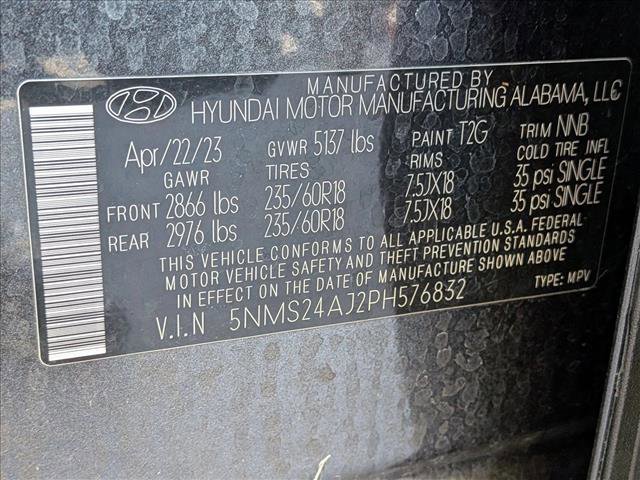 MANUFACTURED BY
HYUNDAI MOTOR MANUFACTURING ALABAMA, LLC
Apr/22/23 GVWR 5137 lbs PAINT T2G TRIM NNB
GAWR TIRES RIMS COLD TIRE INFL
FRONT 2866 lbs 235/60R18 7.5JX18 35 psi SINGLE
REAR 2976 lbs 235/60R18 7.5JX18 35 psi SINGLE
THIS VEHICLE CONFORMS TO ALL APPLICABLE U.S.A. FEDERAL
MOTOR VEHICLE SAFETY AND THEFT PREVENTION STANDARDS
IN EFFECT ON THE DATE OF MANUFACTURE SHOWN ABOVE
V.I.N 5NMS24AJ2PH576832 TYPE: MPV